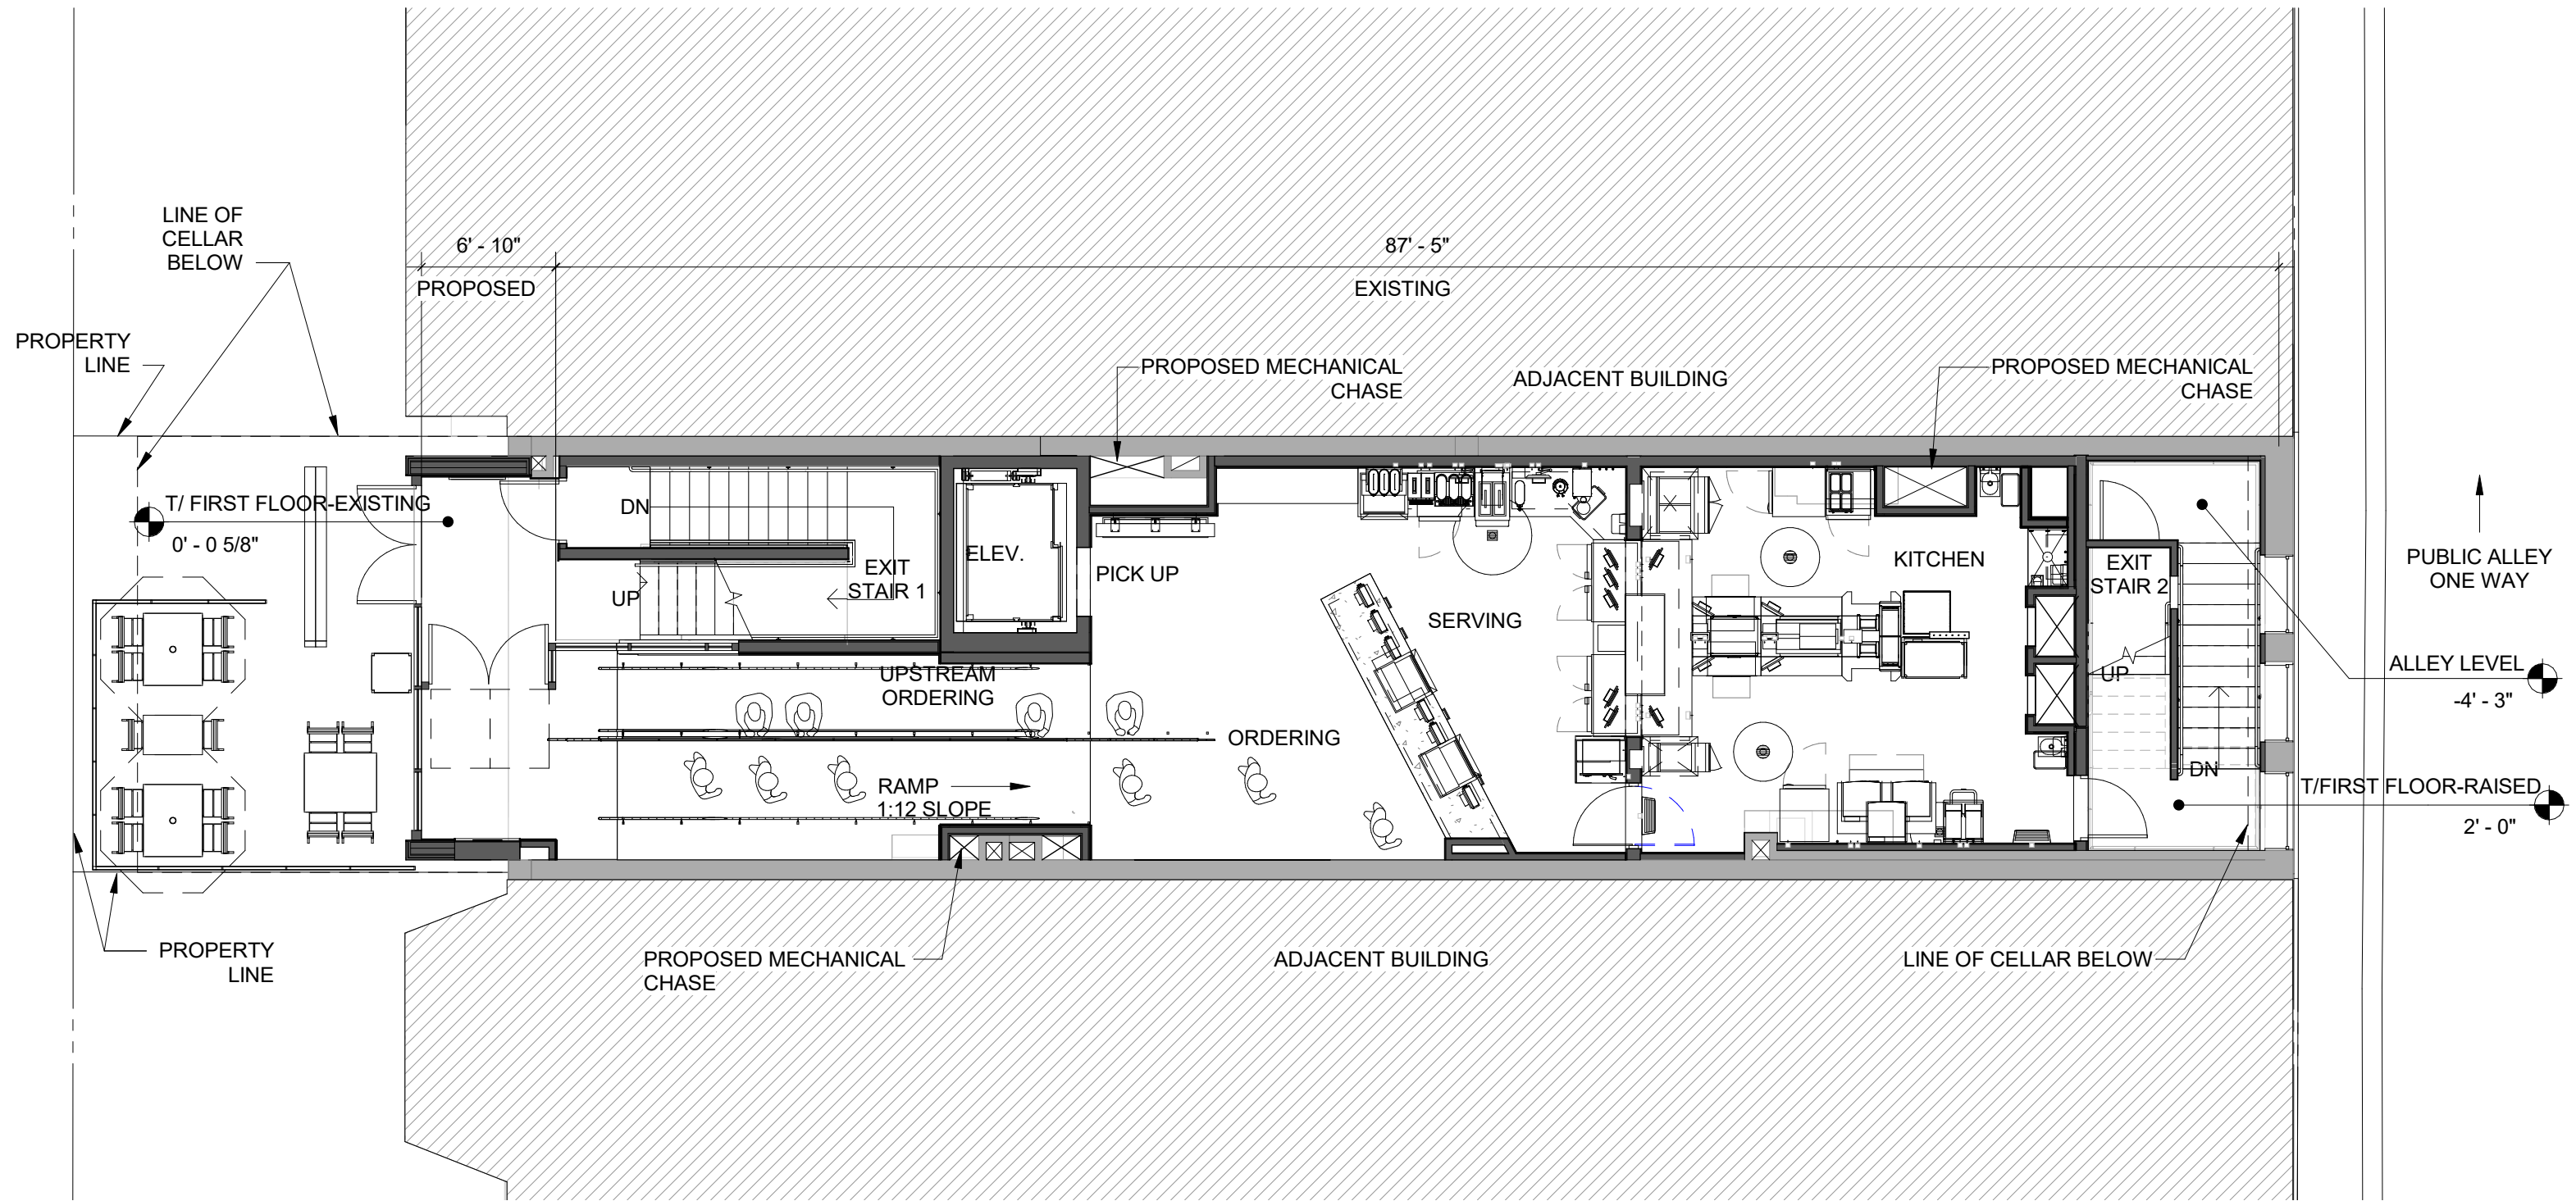 LINE OF
CELLAR
BELOW
6' - 10"
PROPOSED
87' - 5"
EXISTING
PROPERTY
LINE
PROPOSED MECHANICAL
CHASE
ADJACENT BUILDING
PROPOSED MECHANICAL
CHASE
T/ FIRST FLOOR-EXISTING
0' - 0 5/8"
DN
UP
EXIT
STAIR 1
ELEV.
PICK UP
SERVING
KITCHEN
EXIT
STAIR 2
UP
DN
PUBLIC ALLEY
ONE WAY
ALLEY LEVEL
-4' - 3"
UPSTREAM
ORDERING
ORDERING
RAMP
1:12 SLOPE
T/FIRST FLOOR-RAISED
2' - 0"
PROPERTY
LINE
PROPOSED MECHANICAL
CHASE
ADJACENT BUILDING
LINE OF CELLAR BELOW